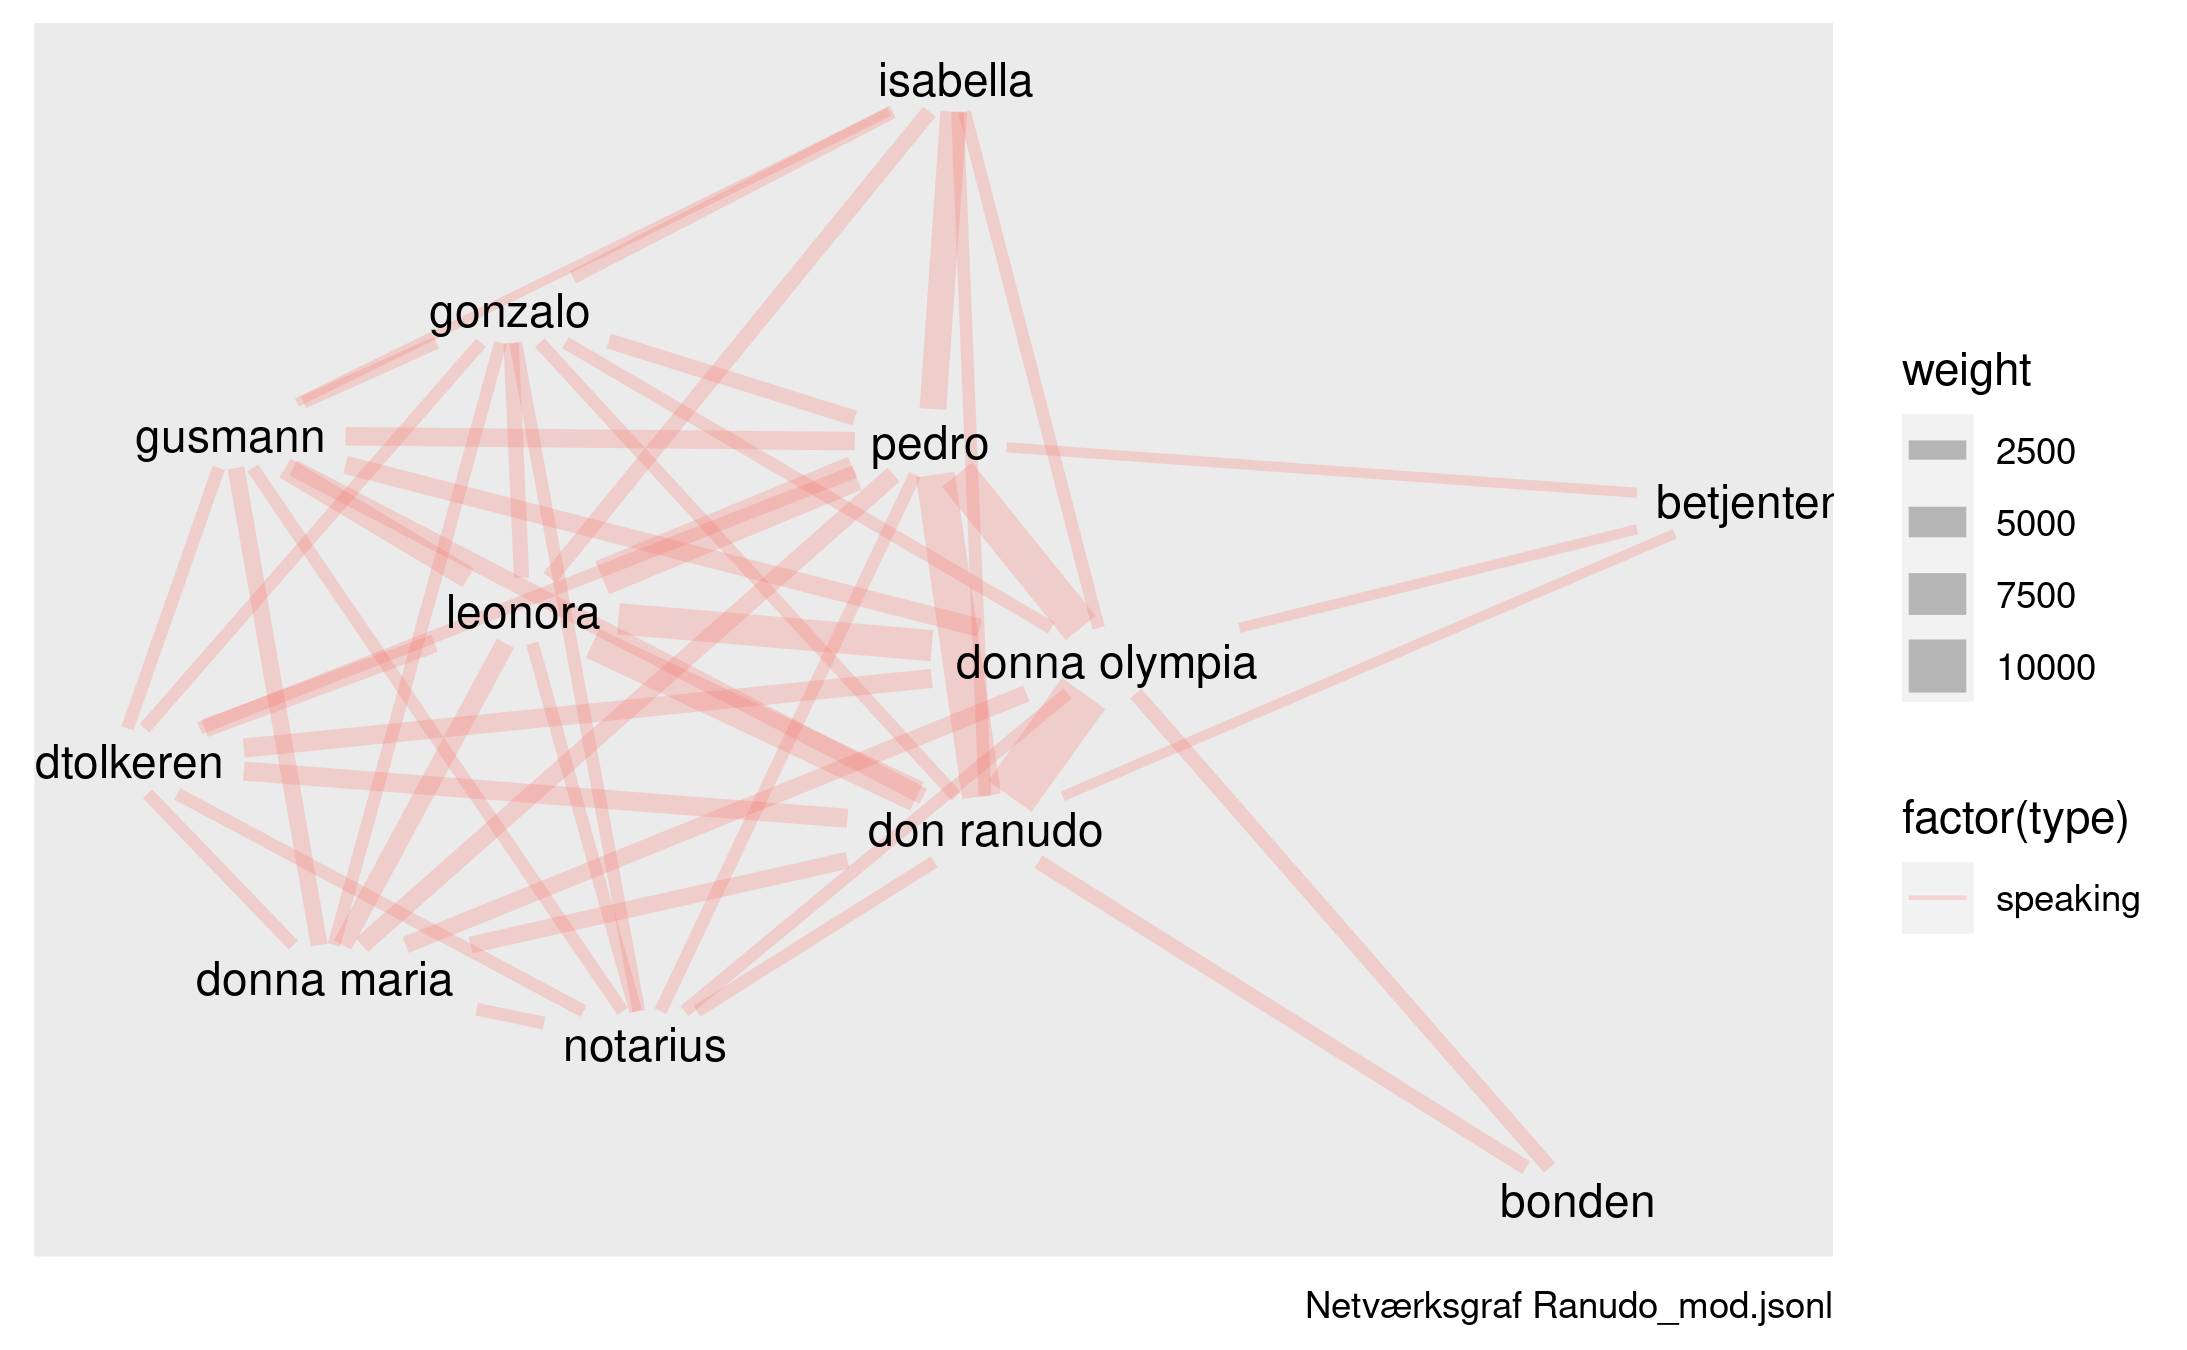 isabella
gonzalo
gusmann
pedro
betjenten
leonora
donna olympia
dtolkeren
don ranudo
donna maria
notarius
bonden
weight
2500
5000
7500
10000
factor(type)
speaking
Netværksgraf Ranudo_mod.jsonl